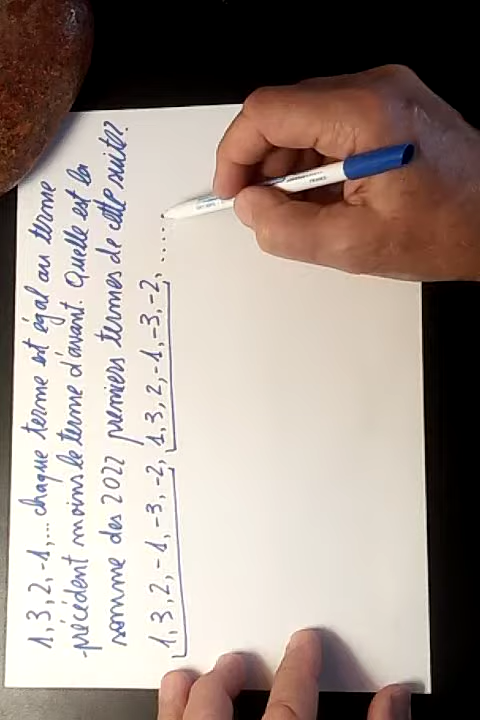 1, 3, 2, -1, ... chaque terme est égal au terme
précédent moins le terme d'avant. Quelle est la
somme des 2022 premiers termes de cette suite?
1, 3, 2, -1, -3, -2, 1, 3, 2, -1, -3, -2, .....